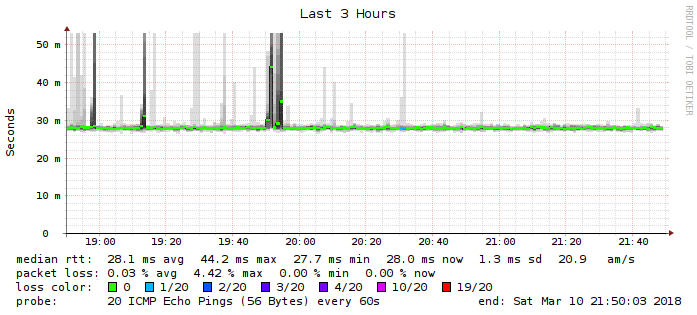 Last 3 Hours
RRDTOOL / TOBI OETIKER
Seconds
50 m
40 m
30 m
20 m
10 m
0
19:00 19:20 19:40 20:00 20:20 20:40 21:00 21:20 21:40
median rtt: 28.1 ms avg 44.2 ms max 27.7 ms min 28.0 ms now 1.3 ms sd 20.9 am/s
packet loss: 0.03 % avg 4.42 % max 0.00 % min 0.00 % now
loss color: 0 1/20 2/20 3/20 4/20 10/20 19/20
probe: 20 ICMP Echo Pings (56 Bytes) every 60s end: Sat Mar 10 21:50:03 2018